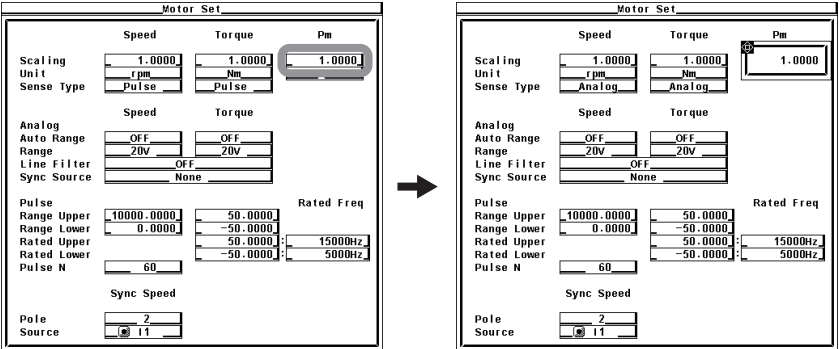 Motor Set
Speed Torque Pm
Scaling 1.0000 1.0000 1.0000
Unit rpm Nm
Sense Type Pulse Pulse
Speed Torque
Analog
Auto Range OFF OFF
Range 20V 20V
Line Filter OFF
Sync Source None
Pulse Rated Freq
Range Upper 10000.0000 50.0000
Range Lower 0.0000 -50.0000
Rated Upper 50.0000 : 15000Hz
Rated Lower -50.0000 : 5000Hz
Pulse N 60
Sync Speed
Pole 2
Source I1
Motor Set
Speed Torque Pm
Scaling 1.0000 1.0000 1.0000
Unit rpm Nm
Sense Type Analog Analog
Speed Torque
Analog
Auto Range OFF OFF
Range 20V 20V
Line Filter OFF
Sync Source None
Pulse Rated Freq
Range Upper 10000.0000 50.0000
Range Lower 0.0000 -50.0000
Rated Upper 50.0000 : 15000Hz
Rated Lower -50.0000 : 5000Hz
Pulse N 60
Sync Speed
Pole 2
Source I1